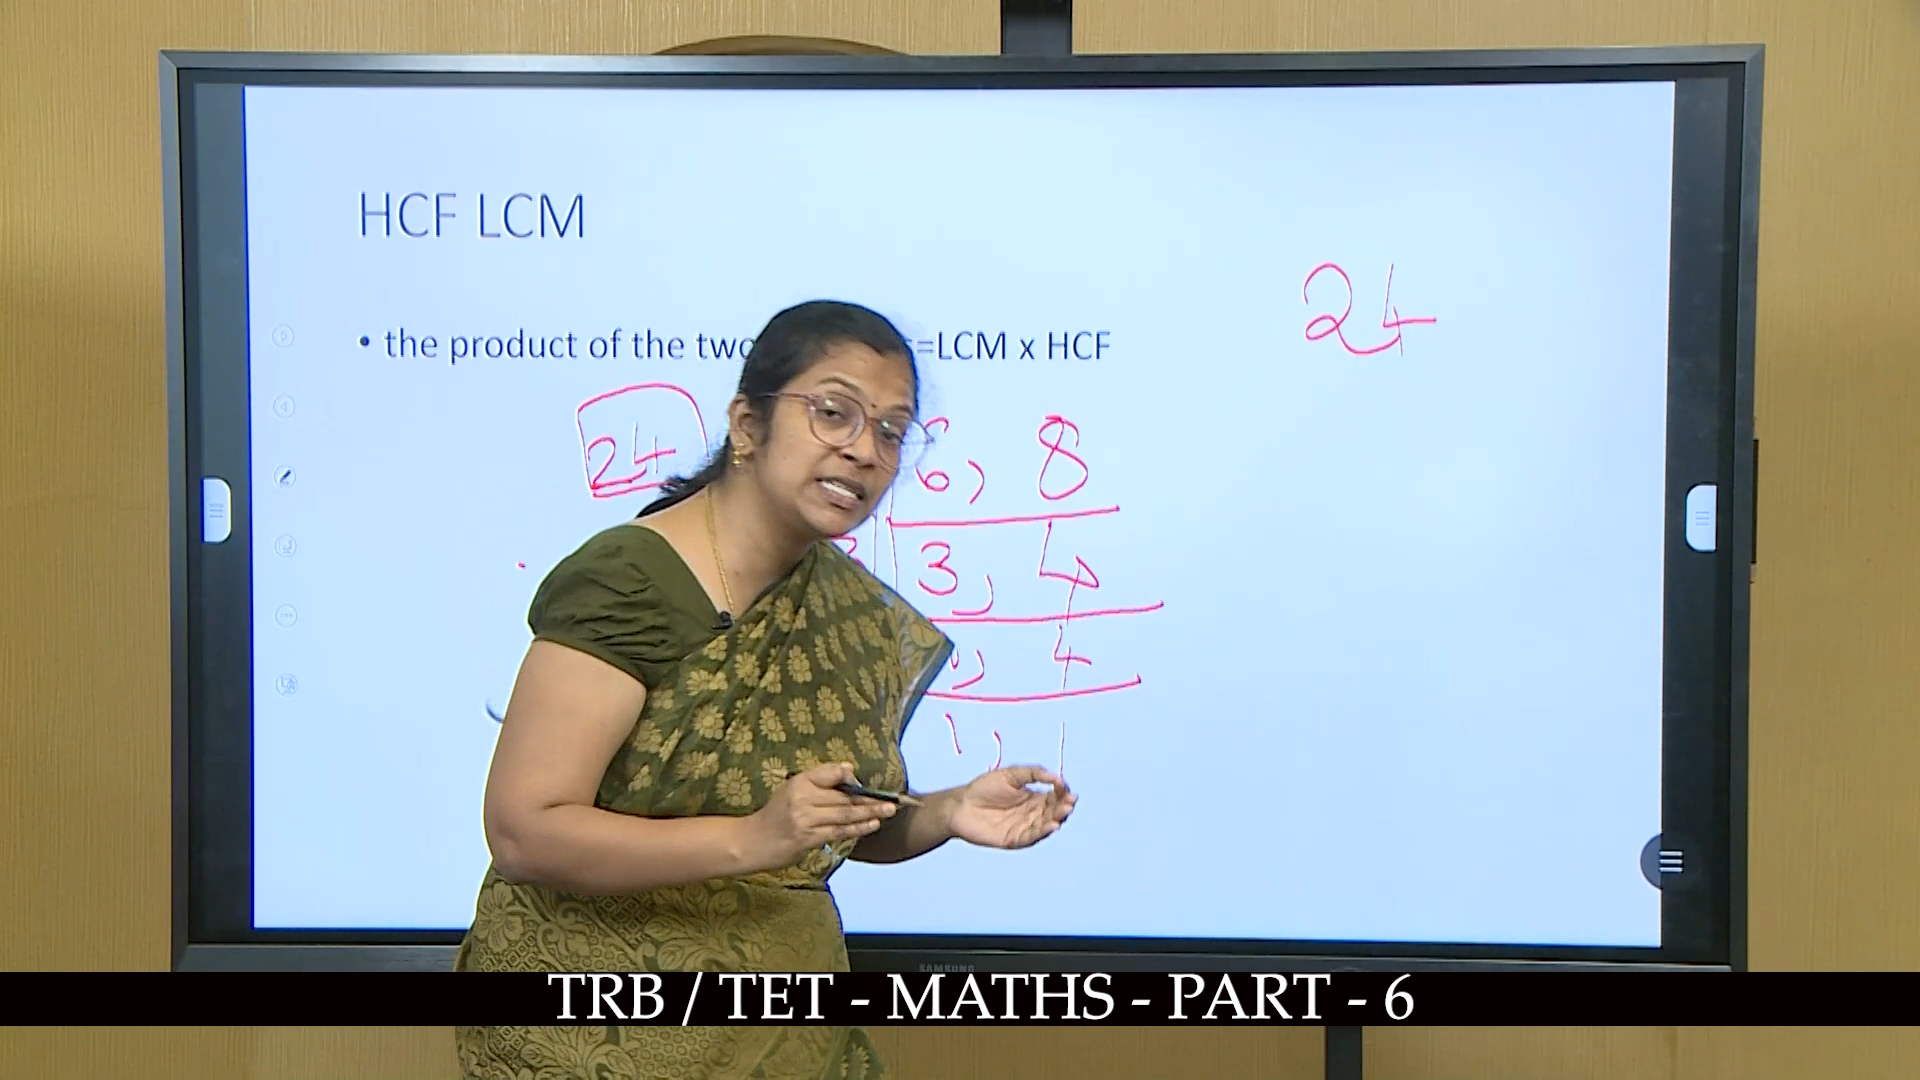 HCF LCM
24
• the product of the two =LCM x HCF
24 6, 8
3, 4
4
1, 1
SAMSUNG
TRB / TET - MATHS - PART - 6